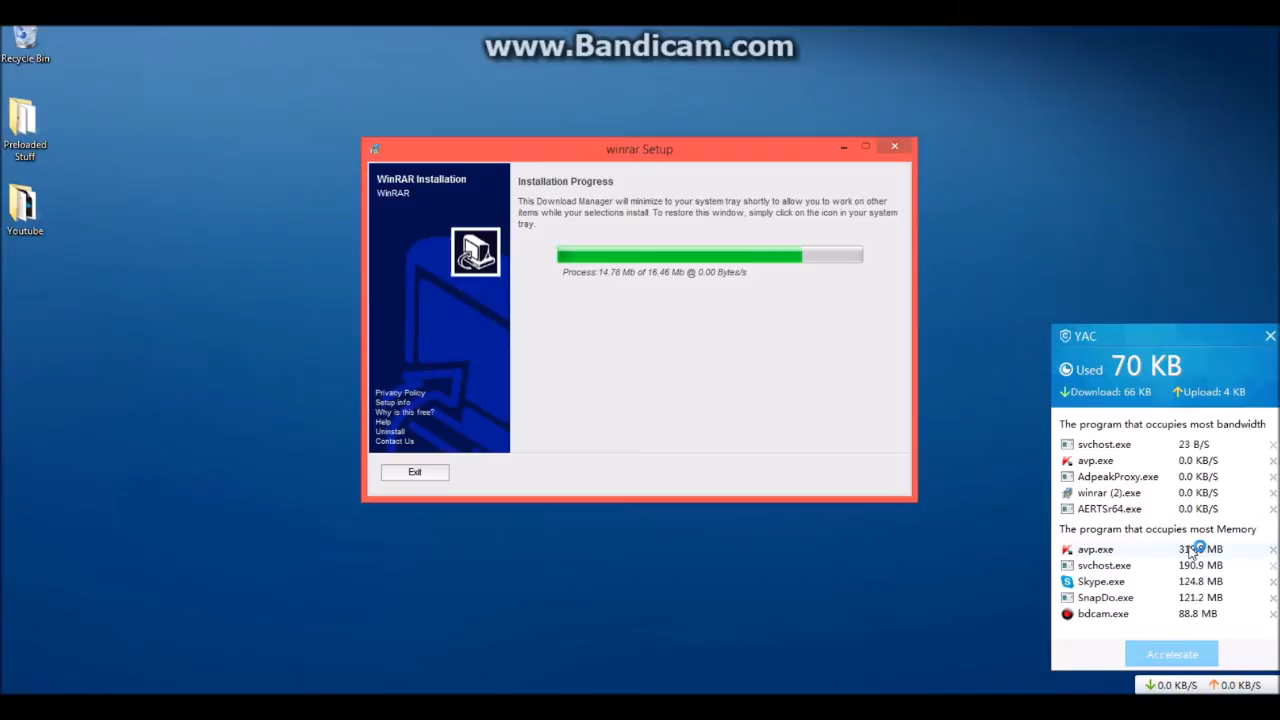 www.Bandicam.com
Recycle Bin
Preloaded
Stuff
Youtube
winrar Setup
WinRAR Installation
WinRAR
Privacy Policy
Setup info
Why is this free?
Help
Uninstall
Contact Us
Installation Progress
This Download Manager will minimize to your system tray shortly to allow you to work on other
items while your selections install. To restore this window, simply click on the icon in your system
tray.
Process:14.78 Mb of 16.46 Mb @ 0.00 Bytes/s
Exit
YAC
Used 70 KB
Download: 66 KB Upload: 4 KB
The program that occupies most bandwidth
svchost.exe 23 B/S
avp.exe 0.0 KB/S
AdpeakProxy.exe 0.0 KB/S
winrar (2).exe 0.0 KB/S
AERTSr64.exe 0.0 KB/S
The program that occupies most Memory
avp.exe MB
svchost.exe 190.9 MB
Skype.exe 124.8 MB
SnapDo.exe 121.2 MB
bdcam.exe 88.8 MB
Accelerate
0.0 KB/S 0.0 KB/S